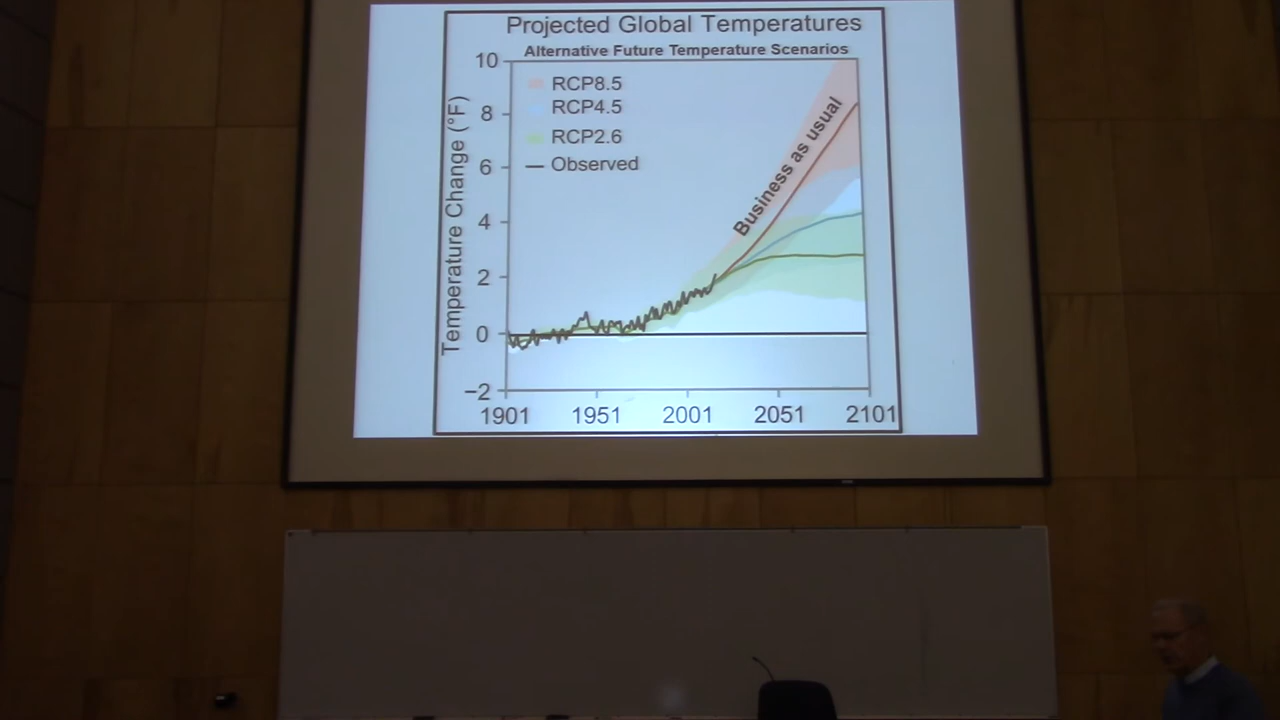 Projected Global Temperatures
Alternative Future Temperature Scenarios
Temperature Change (°F)
10
8
6
4
2
0
−2
RCP8.5
RCP4.5
RCP2.6
Observed
Business as usual
1901 1951 2001 2051 2101